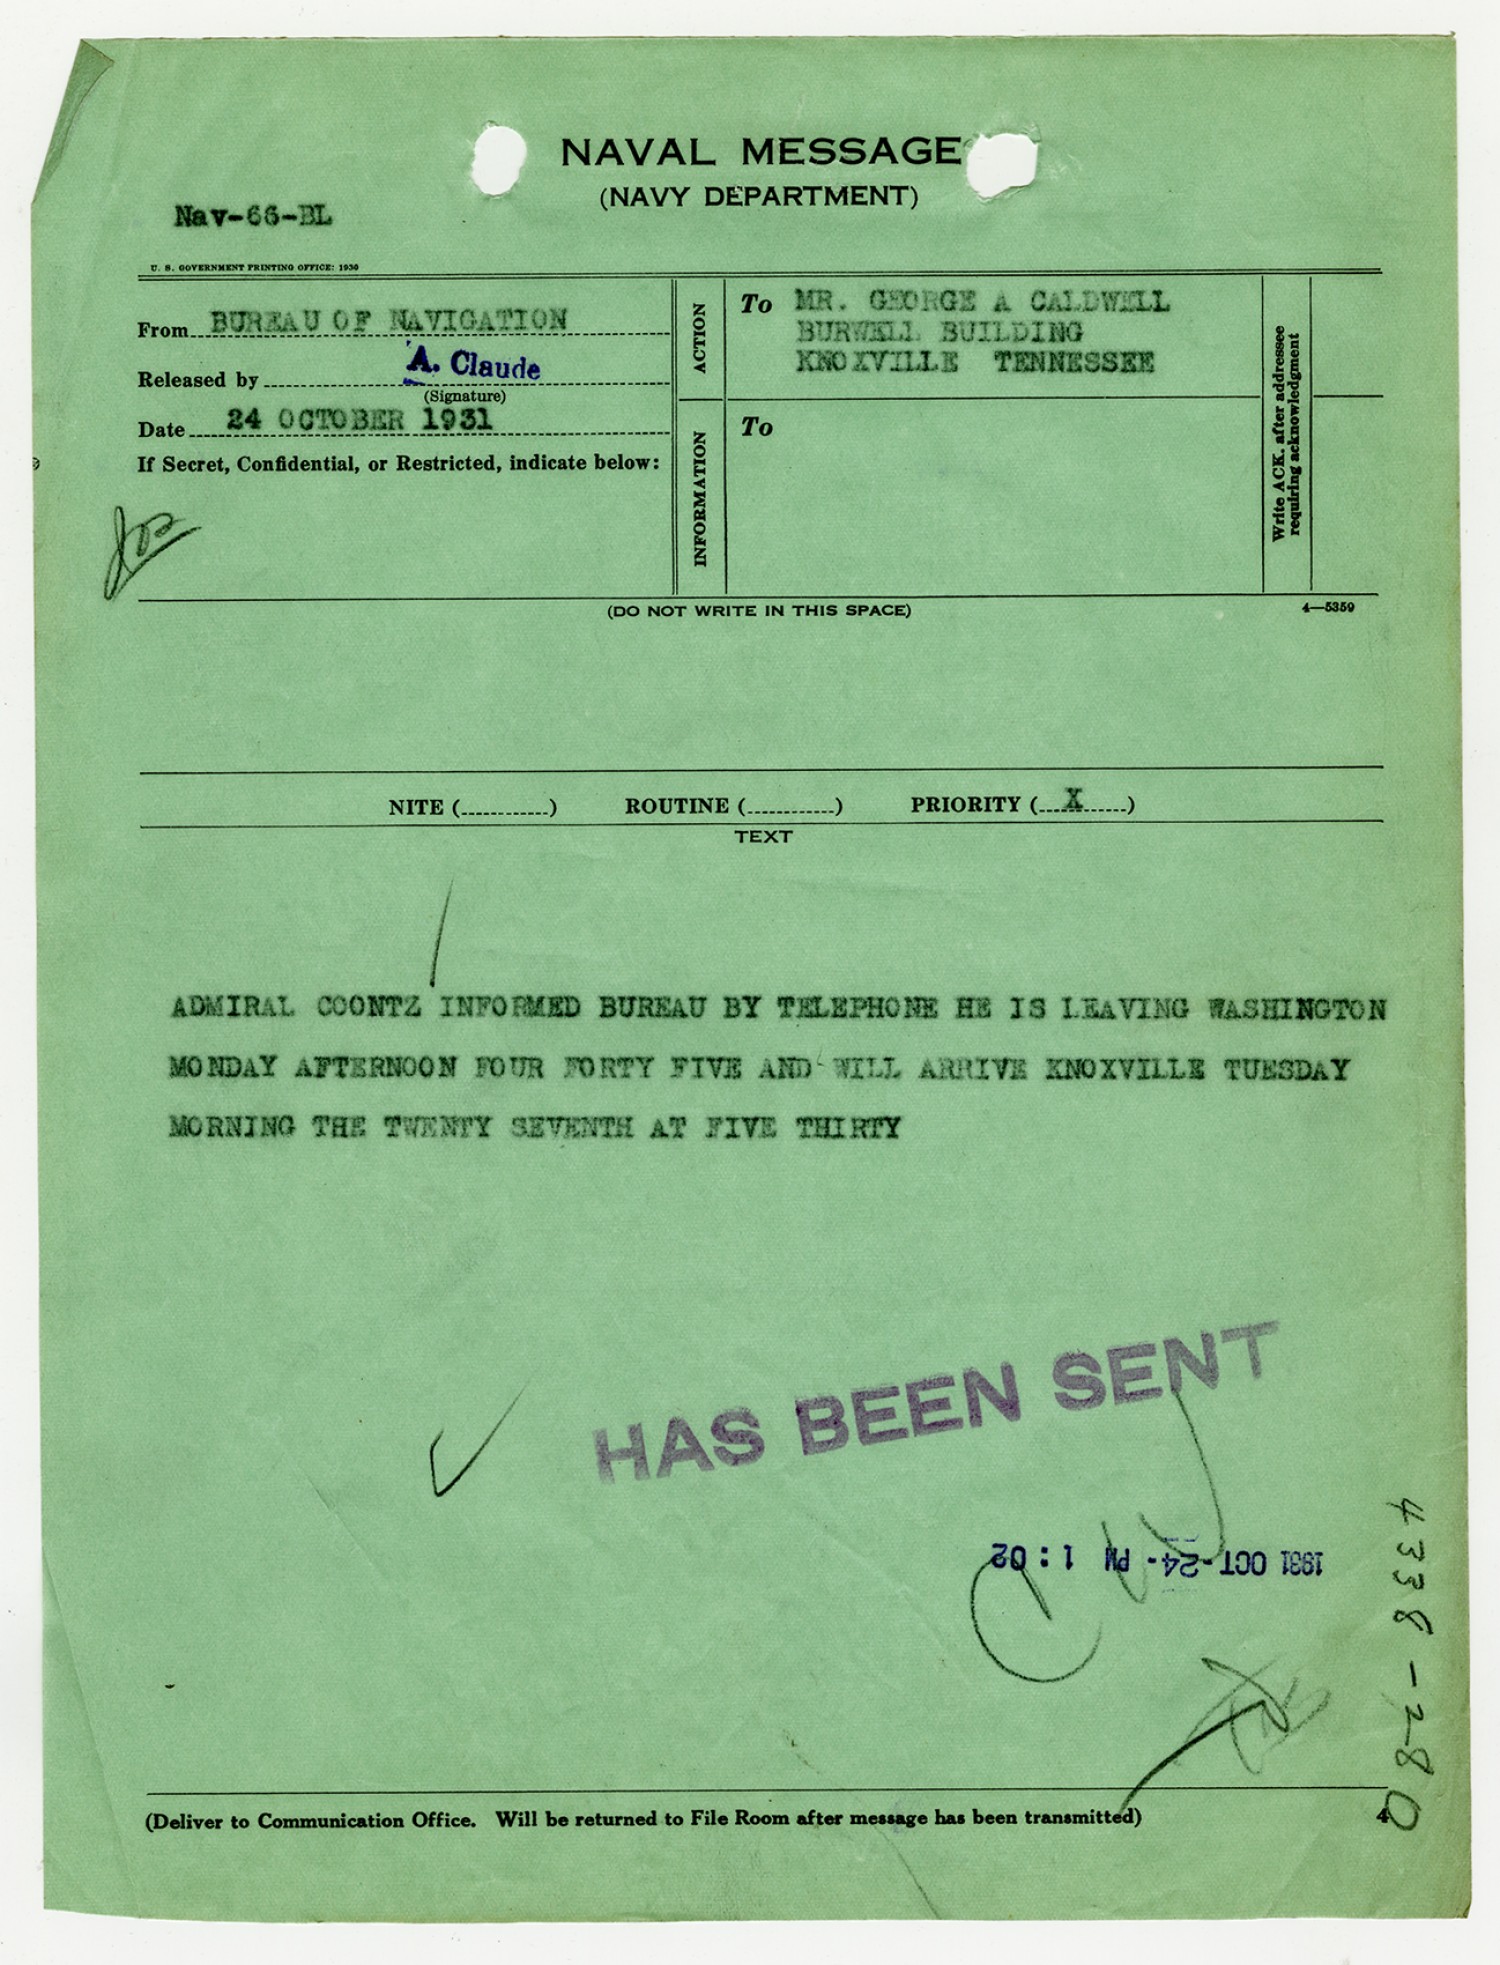 NAVAL MESSAGE
(NAVY DEPARTMENT)
Nav-66-BL
U. S. GOVERNMENT PRINTING OFFICE: 1930
From BUREAU OF NAVIGATION
Released by A. Claude
(Signature)
Date 24 OCTOBER 1931
If Secret, Confidential, or Restricted, indicate below:
ACTION
To MR. GEORGE A CALDWELL
BURWELL BUILDING
KNOXVILLE TENNESSEE
INFORMATION
To
Write ACK. after addressee
requiring acknowledgment
(DO NOT WRITE IN THIS SPACE)
4—5359
NITE (............) ROUTINE (............) PRIORITY (....X......)
TEXT
ADMIRAL COONTZ INFORMED BUREAU BY TELEPHONE HE IS LEAVING WASHINGTON
MONDAY AFTERNOON FOUR FORTY FIVE AND WILL ARRIVE KNOXVILLE TUESDAY
MORNING THE TWENTY SEVENTH AT FIVE THIRTY
HAS BEEN SENT
1931 OCT-24- PM 1:02
4338-280
(Deliver to Communication Office. Will be returned to File Room after message has been transmitted)
4